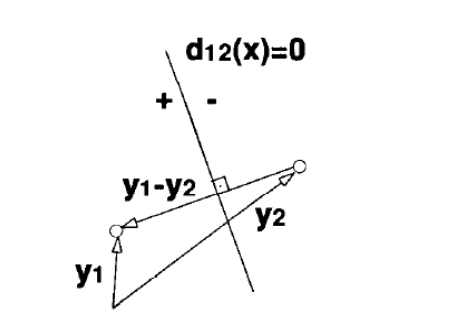 d12(x)=0
+ -
y1-y2
y2
y1